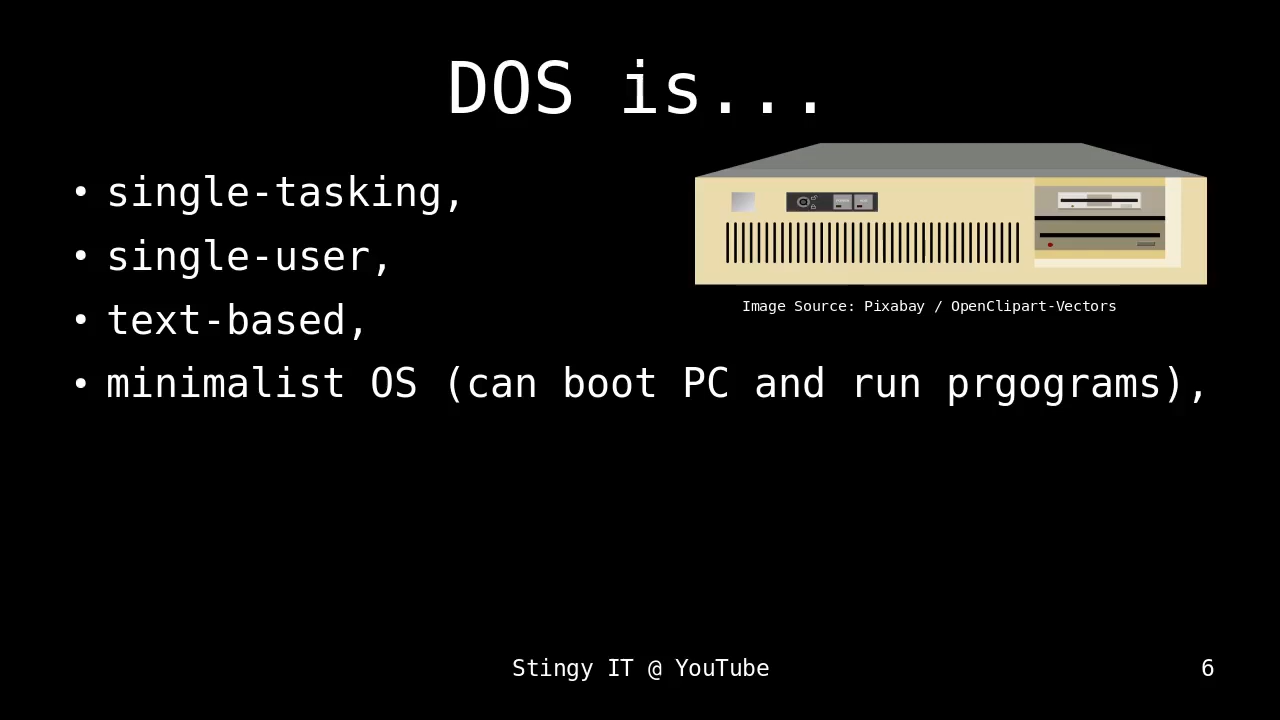 DOS is...
• single-tasking,
• single-user,
• text-based,
• minimalist OS (can boot PC and run prgograms),
Image Source: Pixabay / OpenClipart-Vectors
Stingy IT @ YouTube
6